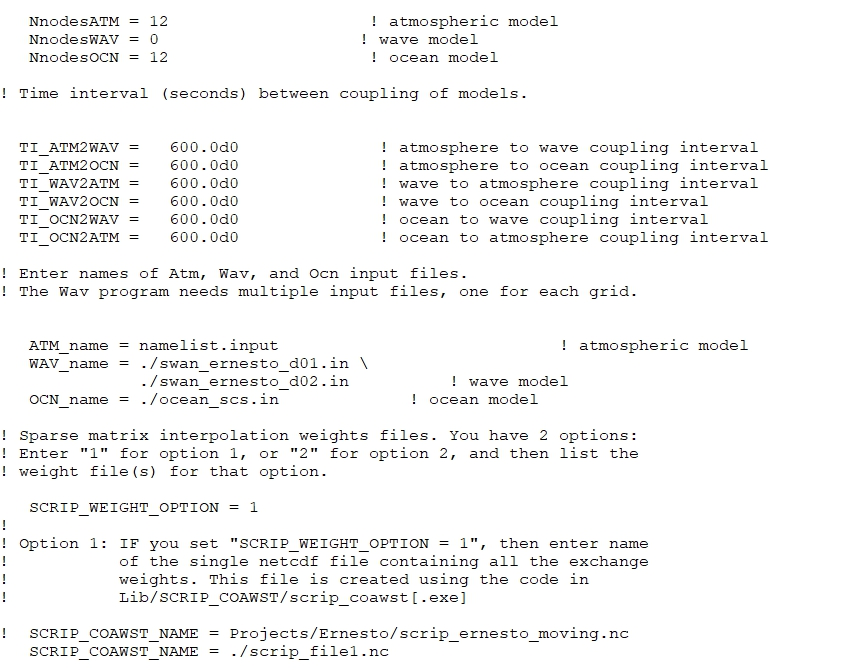 NnodesATM = 12 ! atmospheric model
NnodesWAV = 0 ! wave model
NnodesOCN = 12 ! ocean model
! Time interval (seconds) between coupling of models.
TI_ATM2WAV = 600.0d0 ! atmosphere to wave coupling interval
TI_ATM2OCN = 600.0d0 ! atmosphere to ocean coupling interval
TI_WAV2ATM = 600.0d0 ! wave to atmosphere coupling interval
TI_WAV2OCN = 600.0d0 ! wave to ocean coupling interval
TI_OCN2WAV = 600.0d0 ! ocean to wave coupling interval
TI_OCN2ATM = 600.0d0 ! ocean to atmosphere coupling interval
! Enter names of Atm, Wav, and Ocn input files.
! The Wav program needs multiple input files, one for each grid.
ATM_name = namelist.input ! atmospheric model
WAV_name = ./swan_ernesto_d01.in \
./swan_ernesto_d02.in ! wave model
OCN_name = ./ocean_scs.in ! ocean model
! Sparse matrix interpolation weights files. You have 2 options:
! Enter "1" for option 1, or "2" for option 2, and then list the
! weight file(s) for that option.
SCRIP_WEIGHT_OPTION = 1
!
! Option 1: IF you set "SCRIP_WEIGHT_OPTION = 1", then enter name
! of the single netcdf file containing all the exchange
! weights. This file is created using the code in
! Lib/SCRIP_COAWST/scrip_coawst[.exe]
! SCRIP_COAWST_NAME = Projects/Ernesto/scrip_ernesto_moving.nc
SCRIP_COAWST_NAME = ./scrip_file1.nc